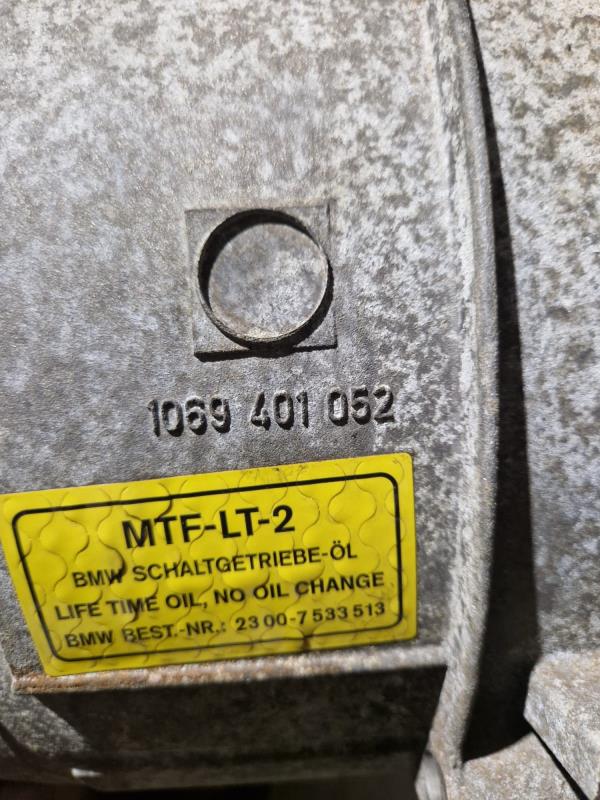 1069 401 052
MTF-LT-2
BMW SCHALTGETRIEBE-ÖL
LIFE TIME OIL, NO OIL CHANGE
BMW BEST.-NR.: 23 00-7 533 513